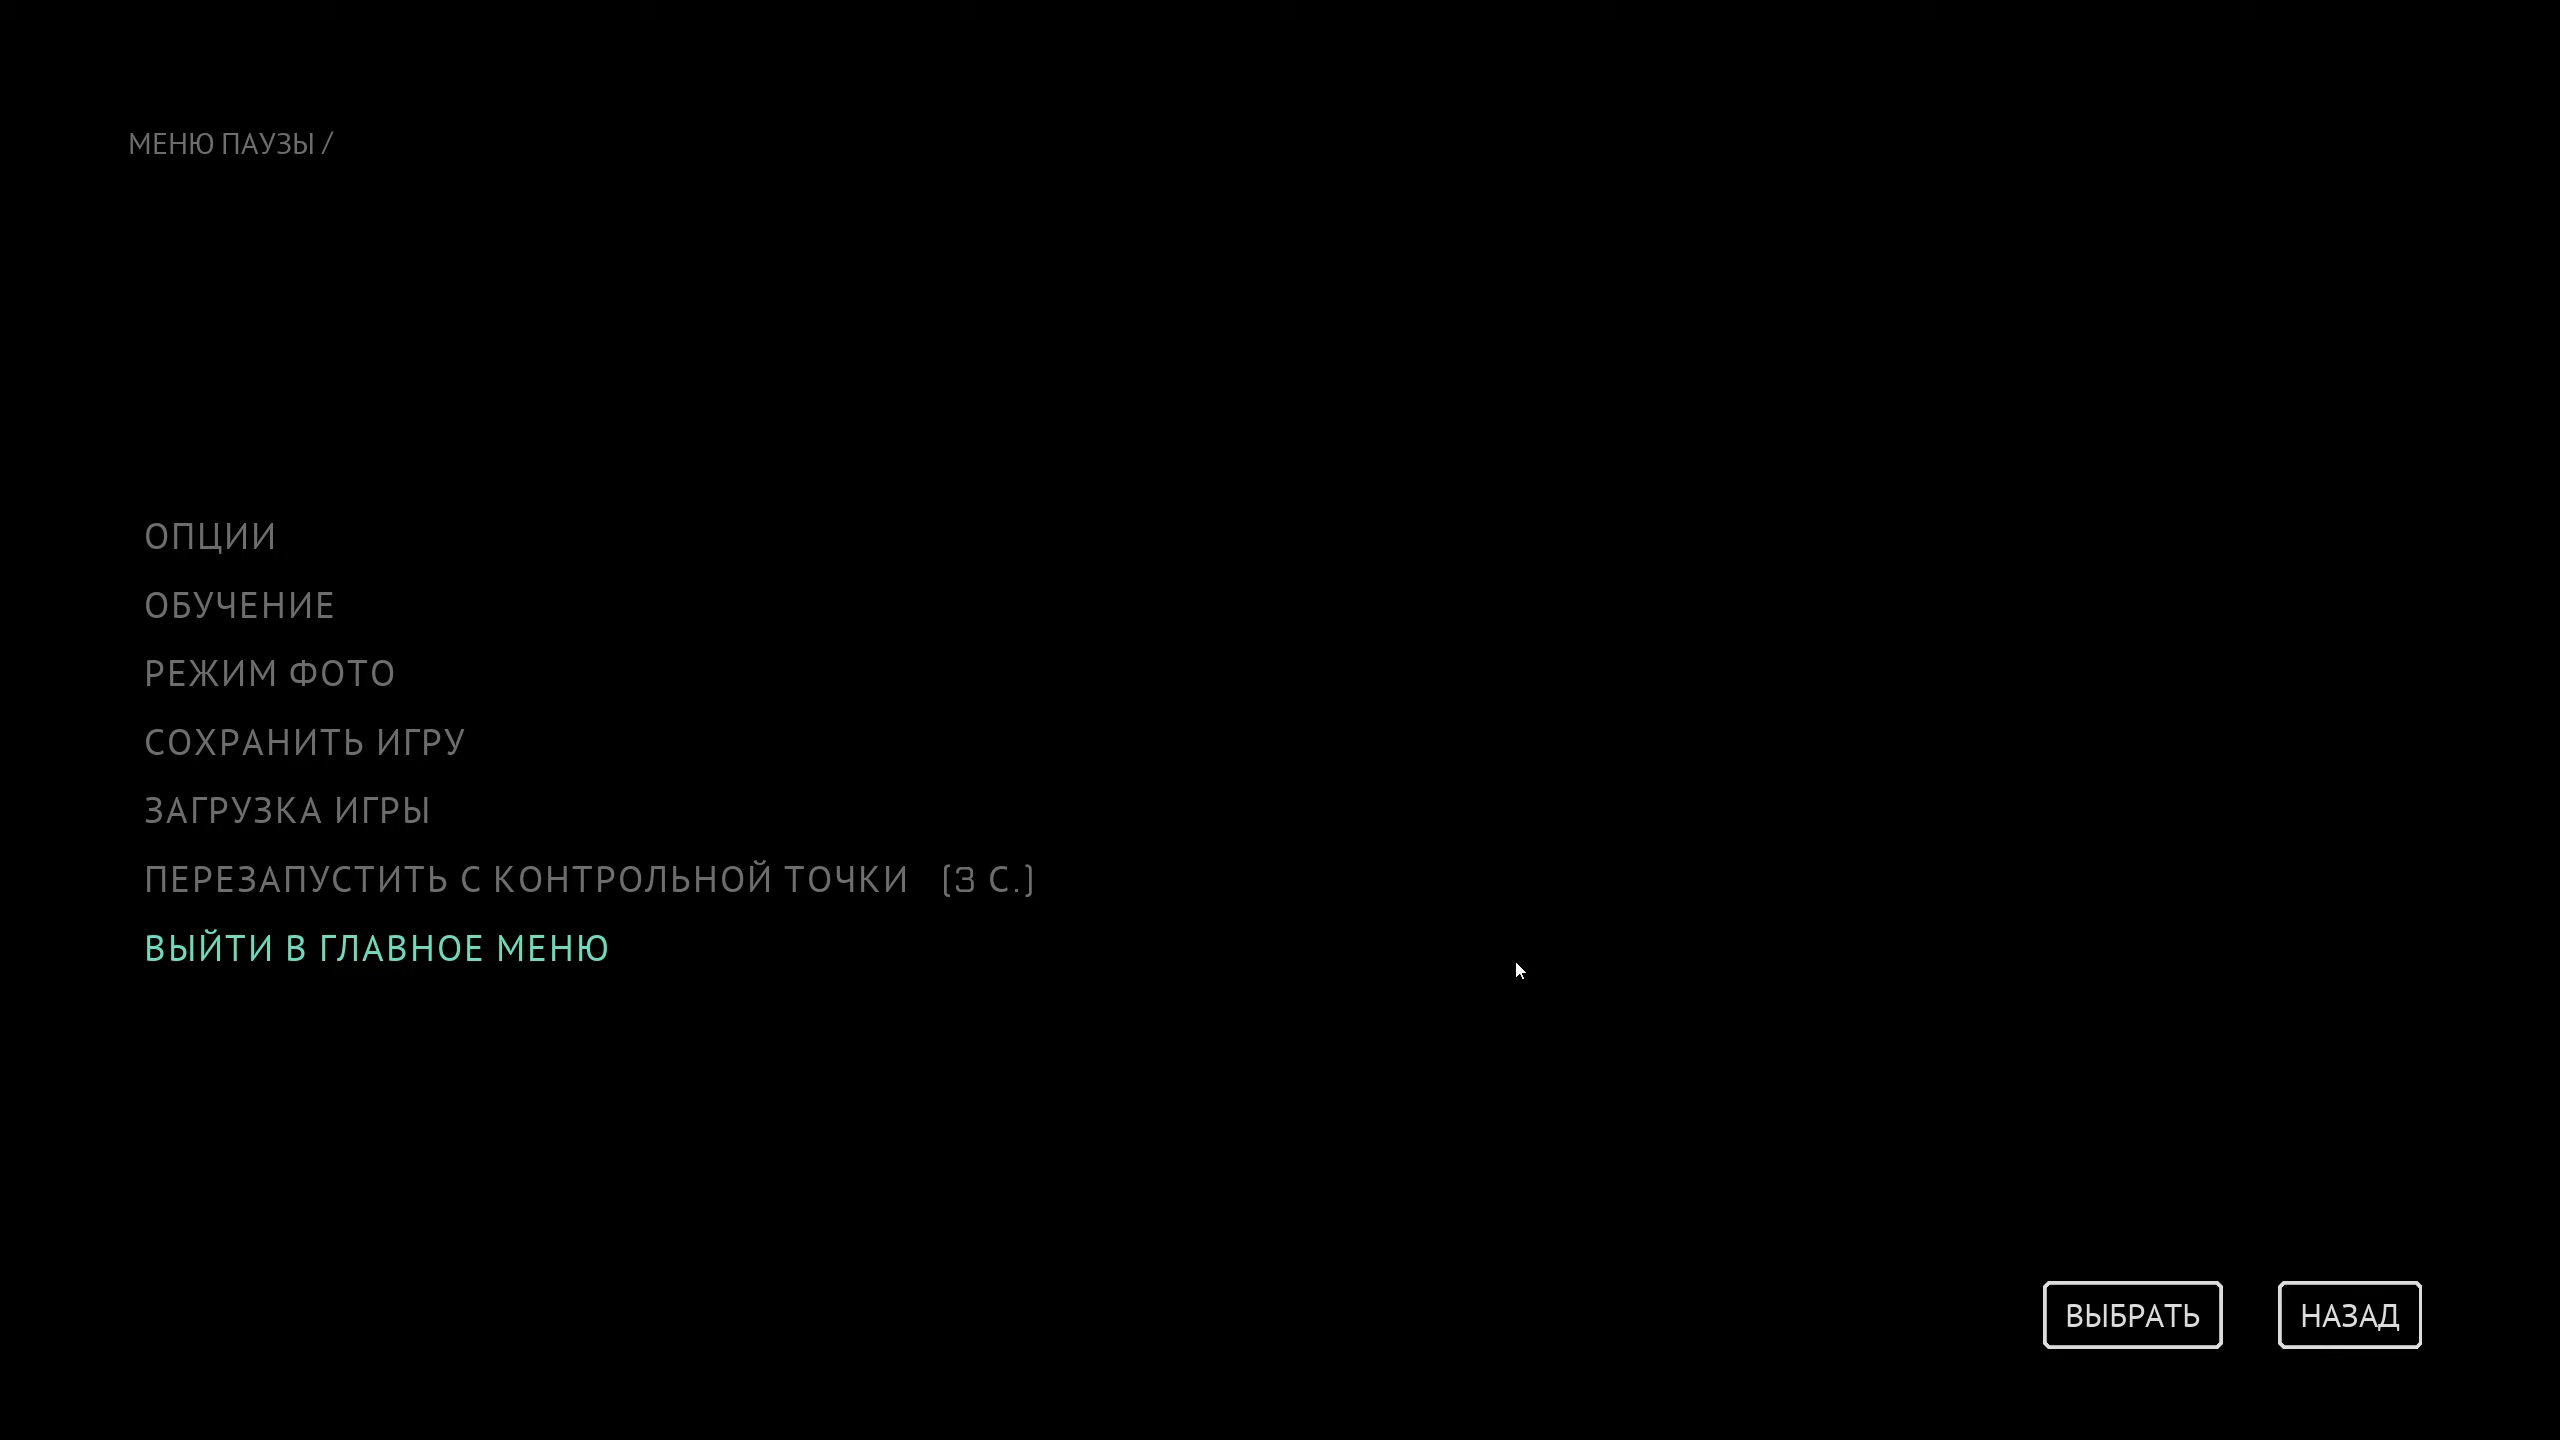 МЕНЮ ПАУЗЫ /
ОПЦИИ
ОБУЧЕНИЕ
РЕЖИМ ФОТО
СОХРАНИТЬ ИГРУ
ЗАГРУЗКА ИГРЫ
ПЕРЕЗАПУСТИТЬ С КОНТРОЛЬНОЙ ТОЧКИ (3 С.)
ВЫЙТИ В ГЛАВНОЕ МЕНЮ
ВЫБРАТЬ НАЗАД